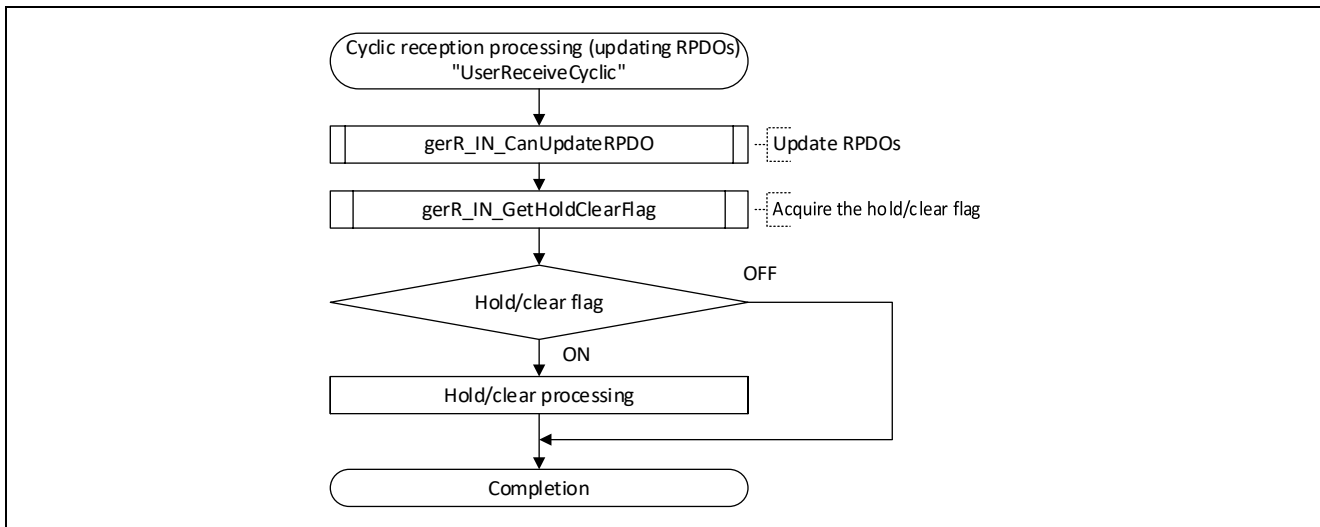 Cyclic reception processing (updating RPDOs)
"UserReceiveCyclic"
gerR_IN_CanUpdateRPDO
Update RPDOs
gerR_IN_GetHoldClearFlag
Acquire the hold/clear flag
OFF
Hold/clear flag
ON
Hold/clear processing
Completion